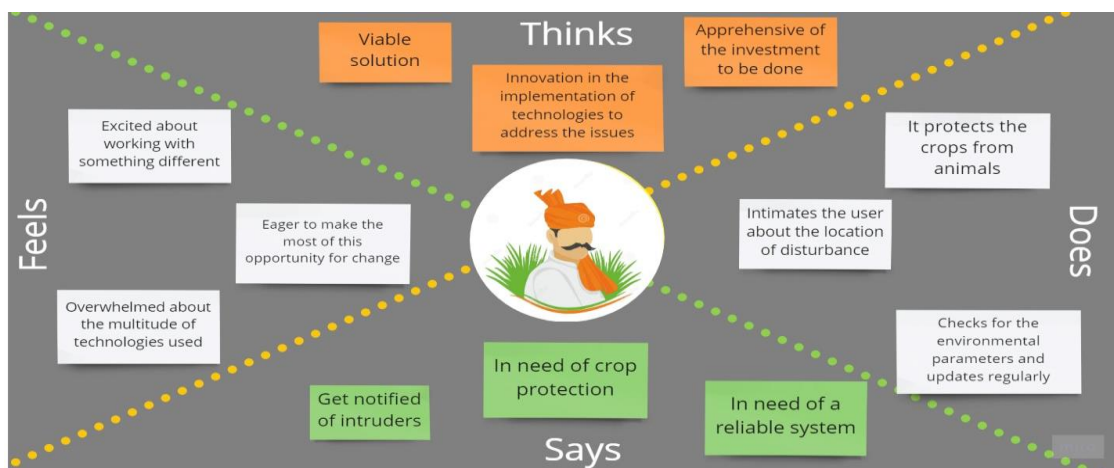 Thinks
Viable
solution
Innovation in the
implementation of
technologies to
address the issues
Apprehensive of
the investment
to be done
Feels
Excited about
working with
something different
Eager to make the
most of this
opportunity for change
Overwhelmed about
the multitude of
technologies used
Does
It protects the
crops from
animals
Intimates the user
about the location
of disturbance
Checks for the
environmental
parameters and
updates regularly
Says
Get notified
of intruders
In need of crop
protection
In need of a
reliable system